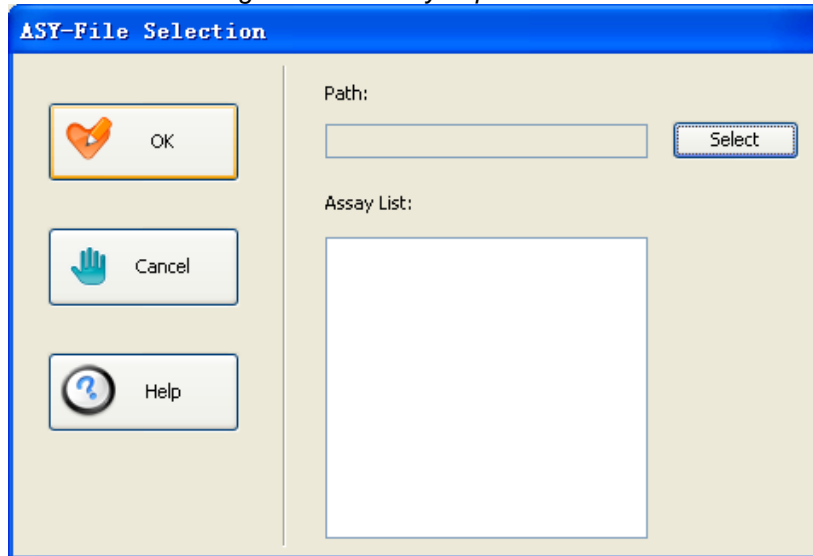 ASY-File Selection
Path:
OK
Select
Assay List:
Cancel
Help